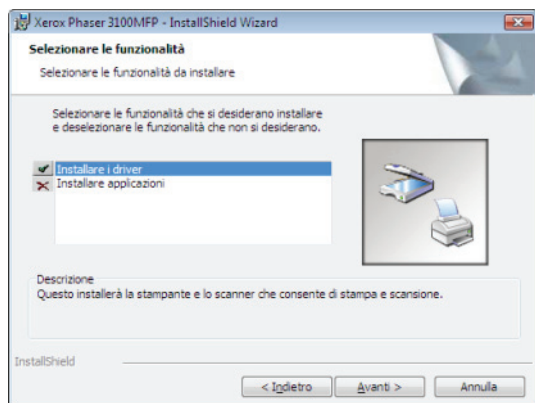 Xerox Phaser 3100MFP - InstallShield Wizard
Selezionare le funzionalità
Selezionare le funzionalità da installare
Selezionare le funzionalità che si desiderano installare
e deselezionare le funzionalità che non si desiderano.
Installare i driver
Installare applicazioni
Descrizione
Questo installerà la stampante e lo scanner che consente di stampa e scansione.
InstallShield
< Indietro
Avanti >
Annulla